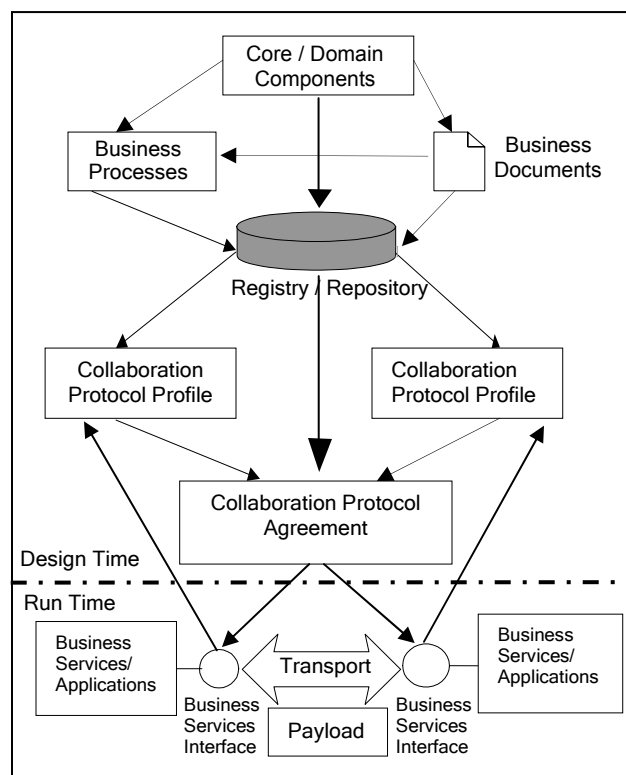 Core / Domain
Components
Business
Processes
Business
Documents
Registry / Repository
Collaboration
Protocol Profile
Collaboration
Protocol Profile
Collaboration Protocol
Agreement
Design Time
Run Time
Business
Services/
Applications
Transport
Business
Services/
Applications
Business
Services
Interface
Payload
Business
Services
Interface